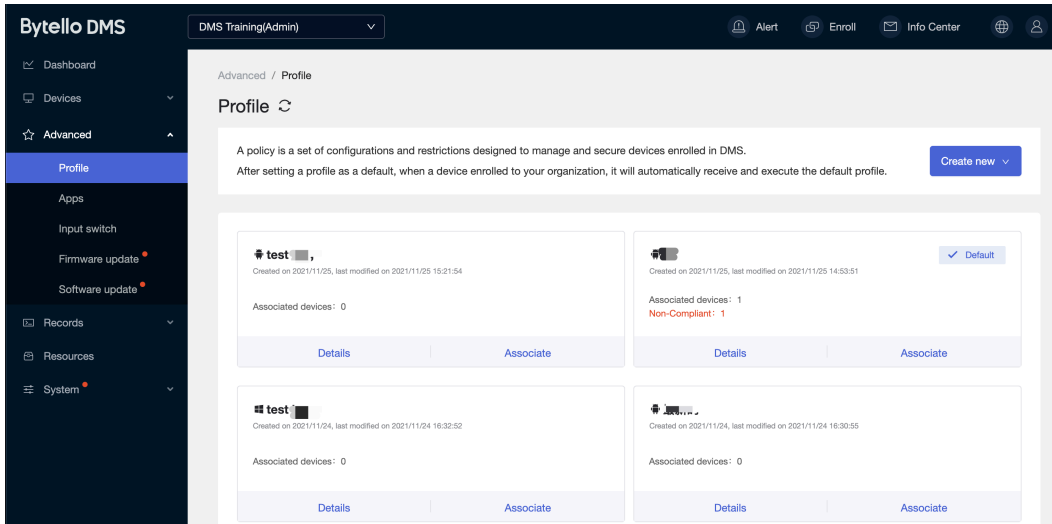 Bytello DMS
DMS Training(Admin)
Alert
Enroll
Info Center
Dashboard
Devices
Advanced
Profile
Apps
Input switch
Firmware update
Software update
Records
Resources
System
Advanced / Profile
Profile
A policy is a set of configurations and restrictions designed to manage and secure devices enrolled in DMS.
After setting a profile as a default, when a device enrolled to your organization, it will automatically receive and execute the default profile.
Create new
test ,
Created on 2021/11/25, last modified on 2021/11/25 15:21:54
Associated devices: 0
Details
Associate
Default
Created on 2021/11/25, last modified on 2021/11/25 14:53:51
Associated devices: 1
Non-Compliant: 1
Details
Associate
test
Created on 2021/11/24, last modified on 2021/11/24 16:32:52
Associated devices: 0
Details
Associate
Created on 2021/11/24, last modified on 2021/11/24 16:30:55
Associated devices: 0
Details
Associate